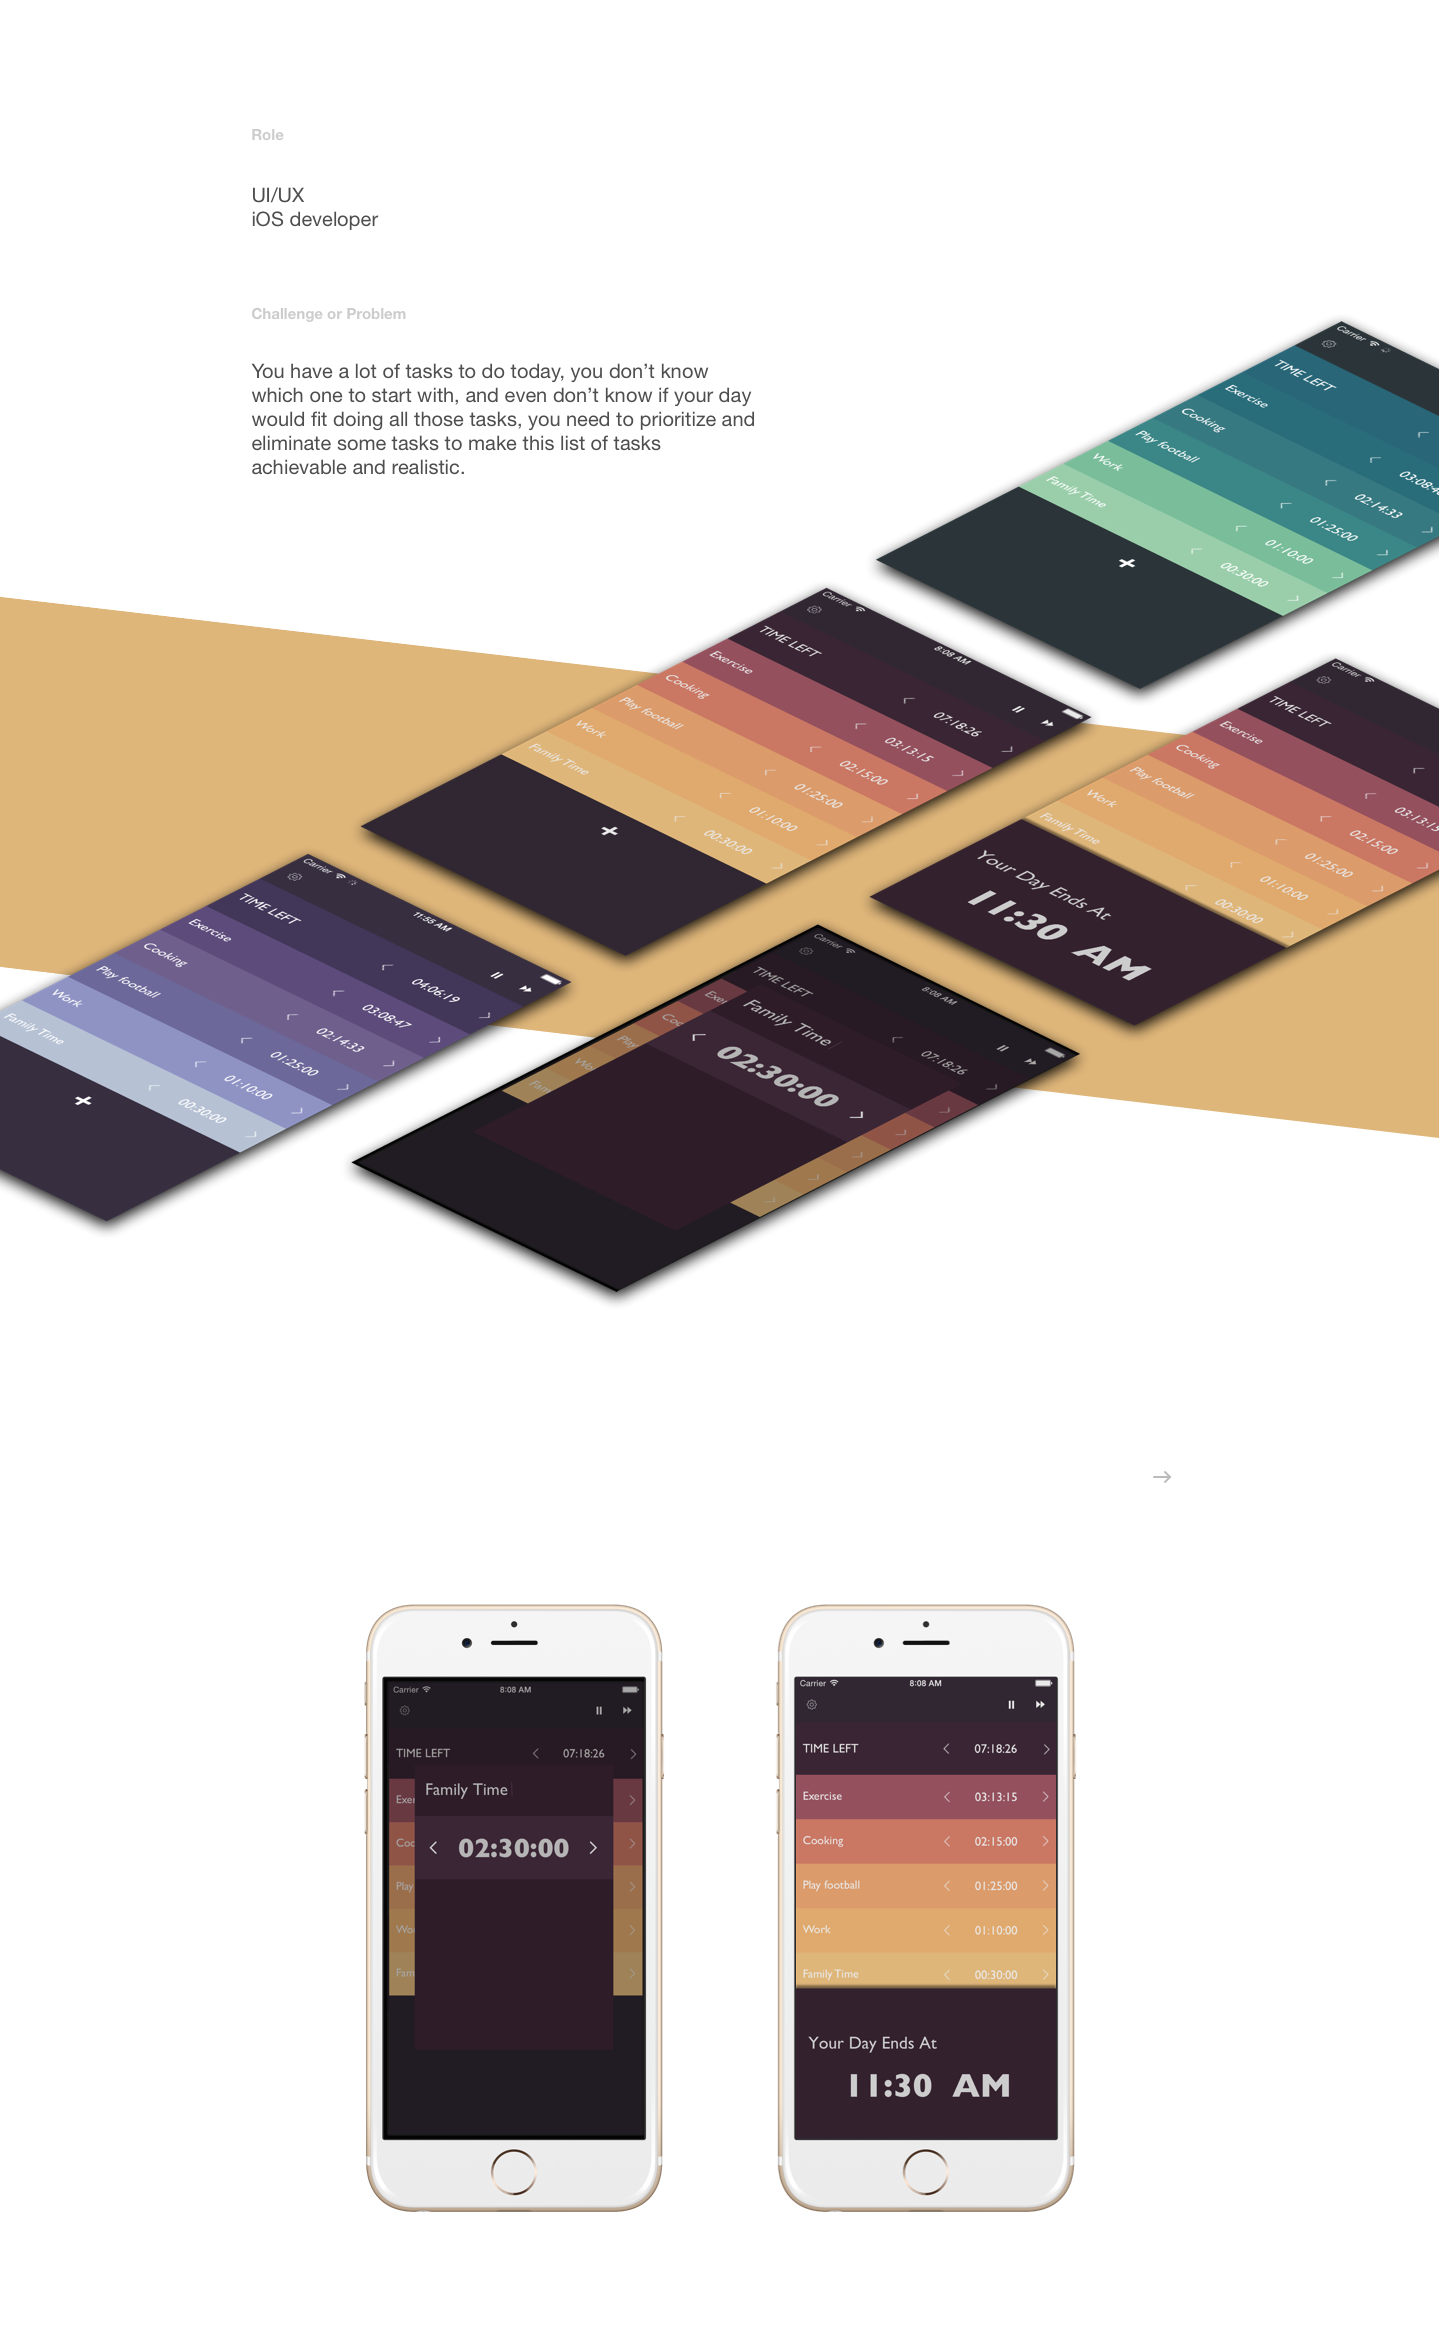 Role
UI/UX
iOS developer
Challenge or Problem
You have a lot of tasks to do today, you don’t know
which one to start with, and even don’t know if your day
would fit doing all those tasks, you need to prioritize and
eliminate some tasks to make this list of tasks
achievable and realistic.
Carrier
TIME LEFT
Exercise
Cooking 03:08:4
Play football 02:14:33
Work 01:25:00
Family Time 01:10:00
00:30:00
Carrier 8:08 AM
TIME LEFT 07:18:26
Exercise 03:13:15
Cooking 02:15:00
Play football 01:25:00
Work 01:10:00
Family Time 00:30:00
Carrier
TIME LEFT
Exercise 03:13:15
Cooking 02:15:00
Play football 01:25:00
Work 01:10:00
Family Time 00:30:00
Your Day Ends At
11:30 AM
Carrier 11:55 AM
TIME LEFT 04:06:19
Exercise 03:08:47
Cooking 02:14:33
Play football 01:25:00
Work 01:10:00
Family Time 00:30:00
Carrier 8:08 AM
TIME LEFT 07:18:26
Exer
Coo
Play
Wo
Fam
Family Time
02:30:00
Carrier 8:08 AM
TIME LEFT 07:18:26
Exer
Coo
Play
Wo
Fam
Family Time
02:30:00
Carrier 8:08 AM
TIME LEFT 07:18:26
Exercise 03:13:15
Cooking 02:15:00
Play football 01:25:00
Work 01:10:00
Family Time 00:30:00
Your Day Ends At
11:30 AM